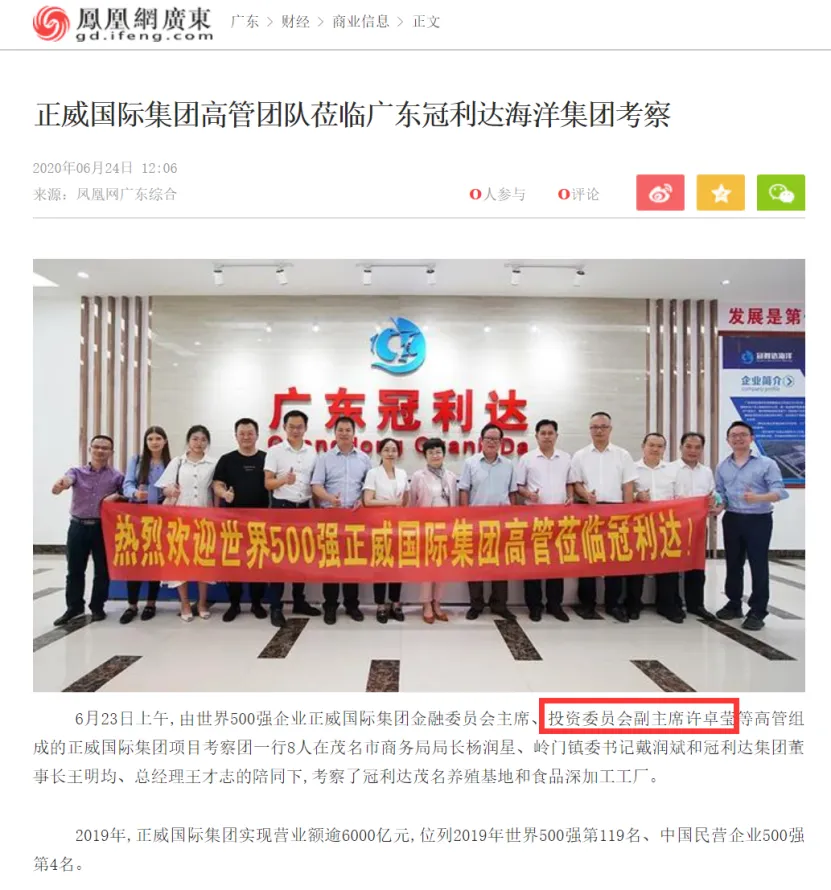 鳳凰網廣東
gd.ifeng.com
广东 > 财经 > 商业信息 > 正文
正威国际集团高管团队莅临广东冠利达海洋集团考察
2020年06月24日 12:06
来源: 凤凰网广东综合
0人参与
0评论
发展是第一
冠利达海洋
企业简介
company profile
广东冠利达
Guangdong Guanli Da
热烈欢迎世界500强正威国际集团高管莅临冠利达!
6月23日上午,由世界500强企业正威国际集团金融委员会主席、投资委员会副主席许卓莹等高管组
成的正威国际集团项目考察团一行8人在茂名市商务局局长杨润星、岭门镇委书记戴润斌和冠利达集团董
事长王明均、总经理王才志的陪同下,考察了冠利达茂名养殖基地和食品深加工工厂。
2019年,正威国际集团实现营业额逾6000亿元,位列2019年世界500强第119名、中国民营企业500强
第4名。